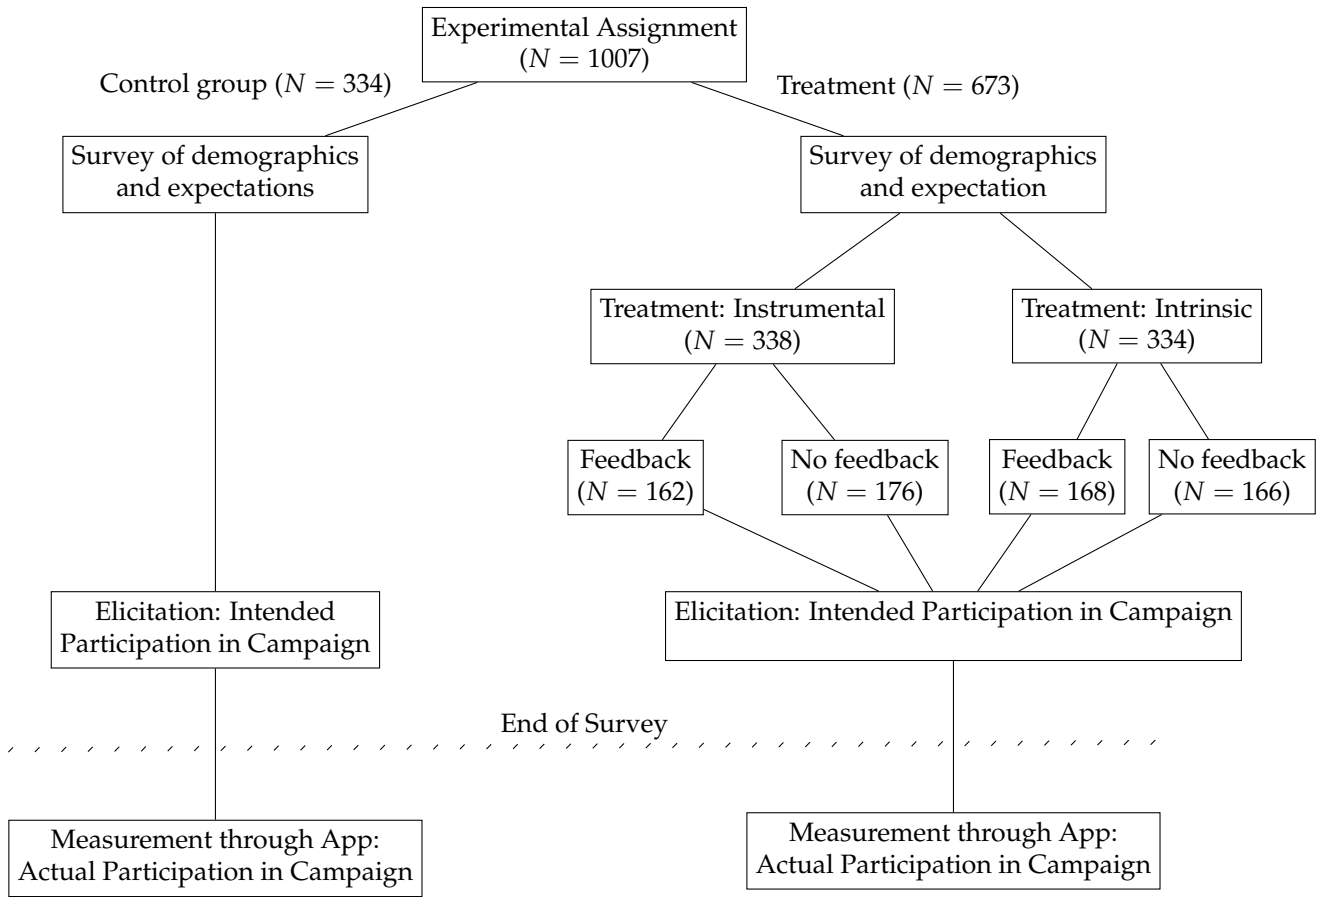 Experimental Assignment
(N = 1007)
Control group (N = 334)
Treatment (N = 673)
Survey of demographics
and expectations
Survey of demographics
and expectation
Treatment: Instrumental
(N = 338)
Treatment: Intrinsic
(N = 334)
Feedback
(N = 162)
No feedback
(N = 176)
Feedback
(N = 168)
No feedback
(N = 166)
Elicitation: Intended
Participation in Campaign
Elicitation: Intended Participation in Campaign
End of Survey
Measurement through App:
Actual Participation in Campaign
Measurement through App:
Actual Participation in Campaign